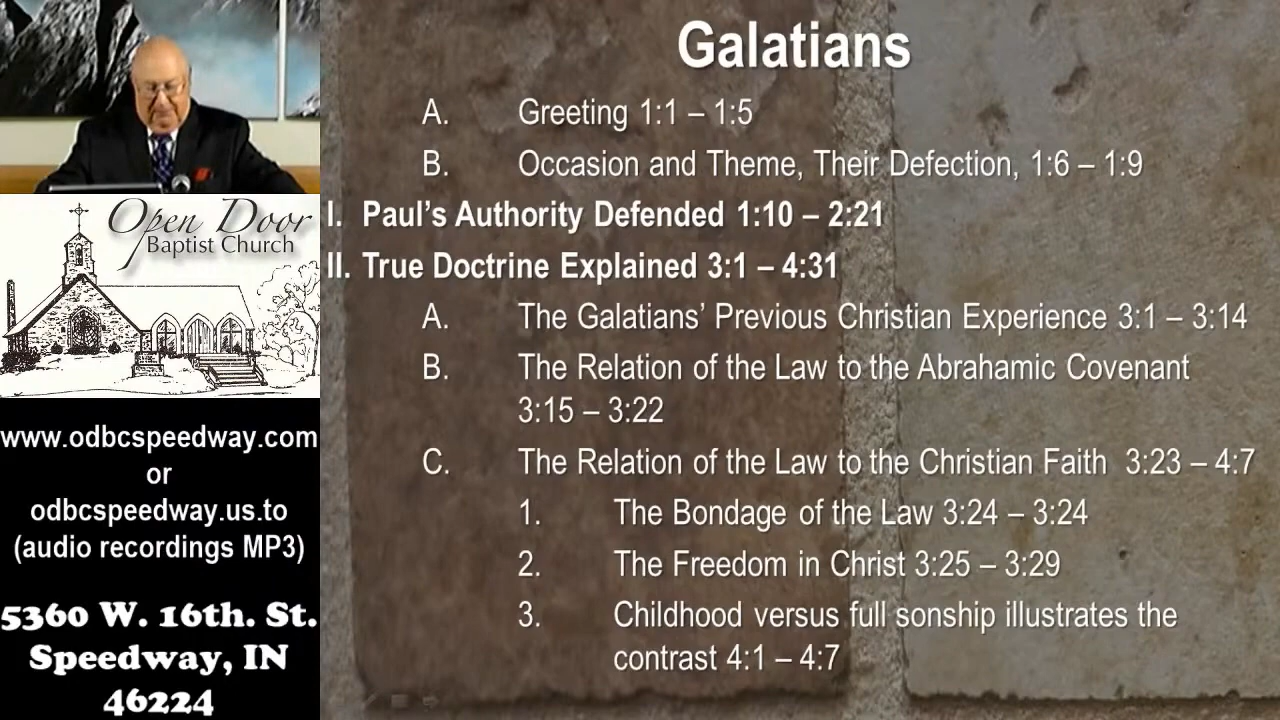 Open Door
Baptist Church
www.odbcspeedway.com
or
odbcspeedway.us.to
(audio recordings MP3)
5360 W. 16th. St.
Speedway, IN
46224
Galatians
A. Greeting 1:1 – 1:5
B. Occasion and Theme, Their Defection, 1:6 – 1:9
I. Paul’s Authority Defended 1:10 – 2:21
II. True Doctrine Explained 3:1 – 4:31
A. The Galatians’ Previous Christian Experience 3:1 – 3:14
B. The Relation of the Law to the Abrahamic Covenant
3:15 – 3:22
C. The Relation of the Law to the Christian Faith 3:23 – 4:7
1. The Bondage of the Law 3:24 – 3:24
2. The Freedom in Christ 3:25 – 3:29
3. Childhood versus full sonship illustrates the
contrast 4:1 – 4:7